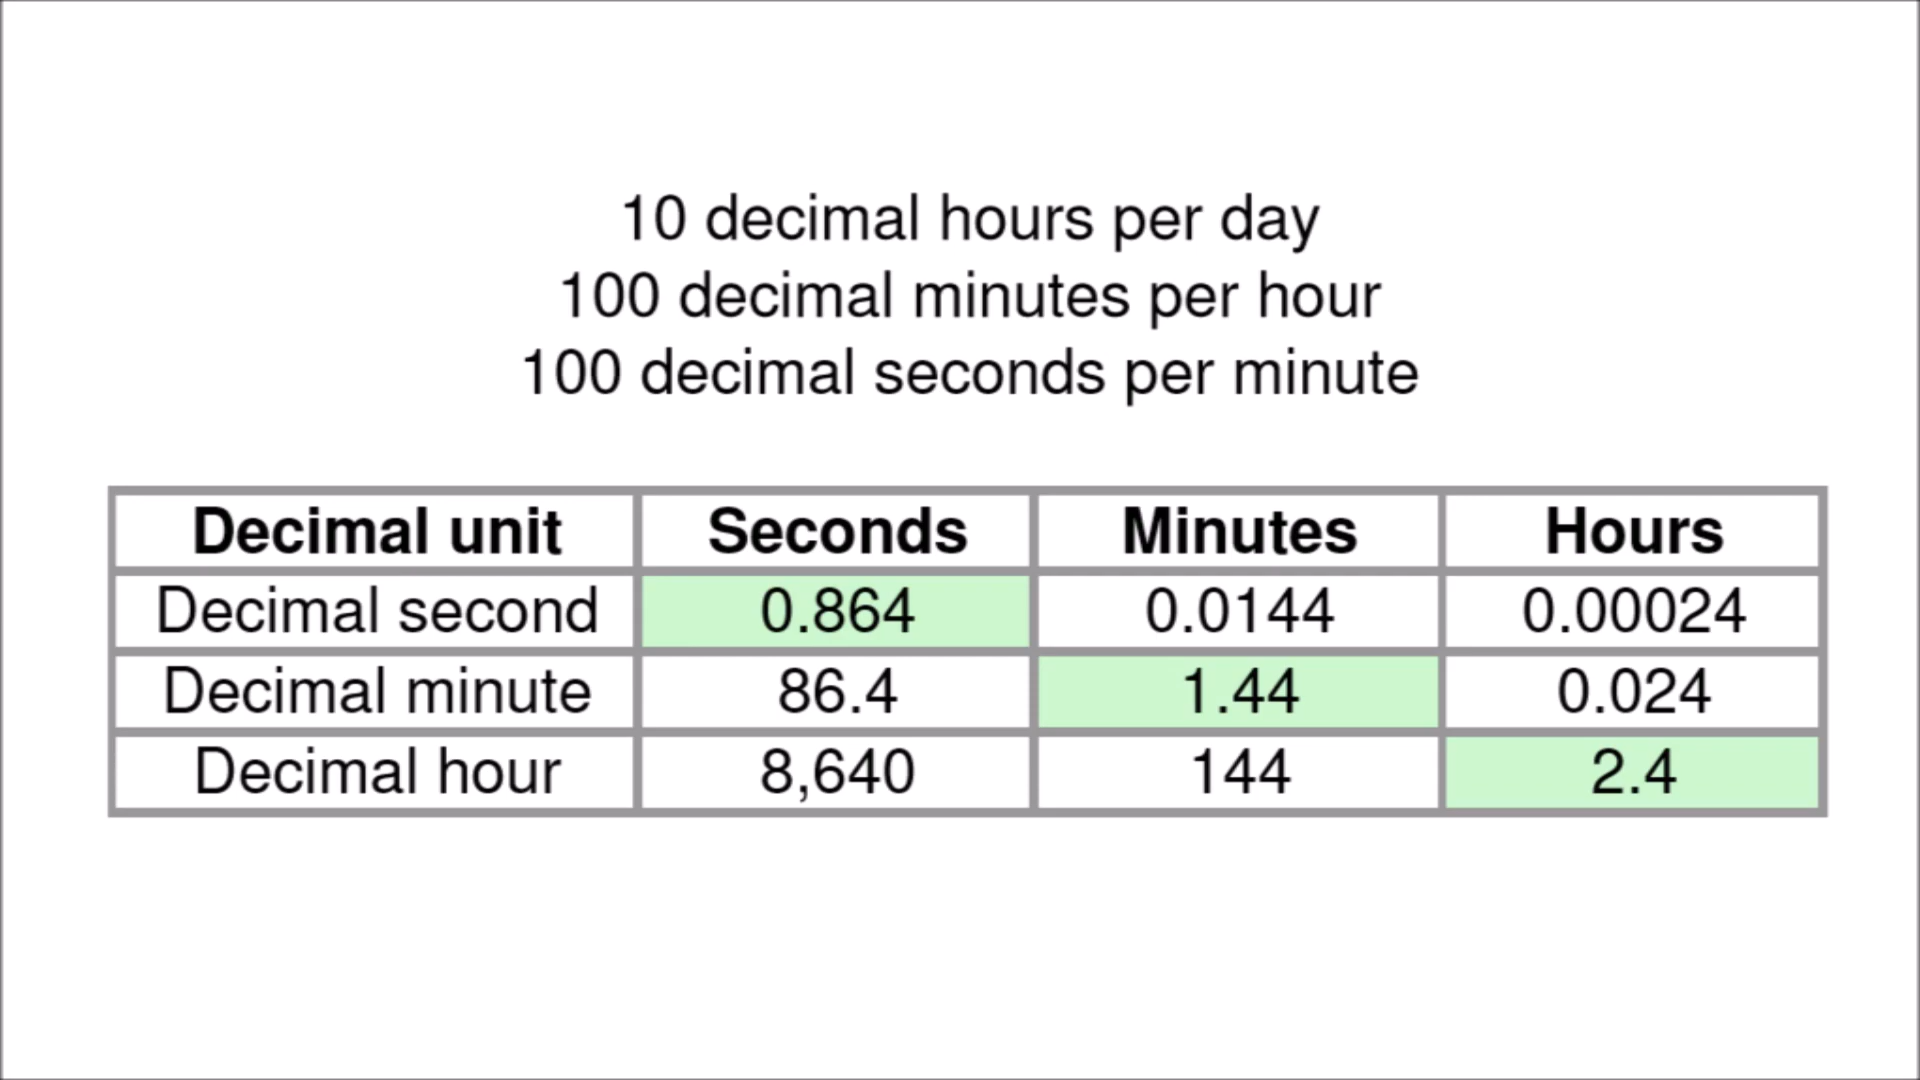 10 decimal hours per day
100 decimal minutes per hour
100 decimal seconds per minute
Decimal unit Seconds Minutes Hours
Decimal second 0.864 0.0144 0.00024
Decimal minute 86.4 1.44 0.024
Decimal hour 8,640 144 2.4